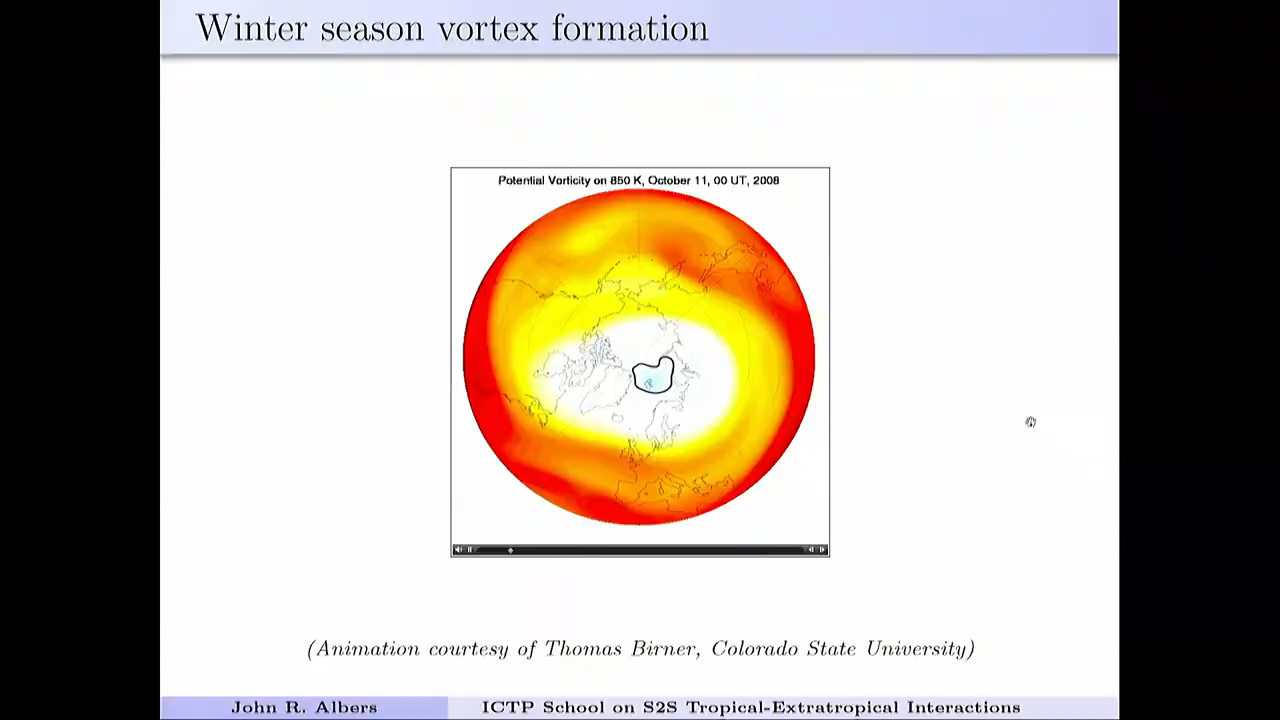 Winter season vortex formation
Potential Vorticity on 850 K, October 11, 00 UT, 2008
(Animation courtesy of Thomas Birner, Colorado State University)
John R. Albers
ICTP School on S2S Tropical-Extratropical Interactions